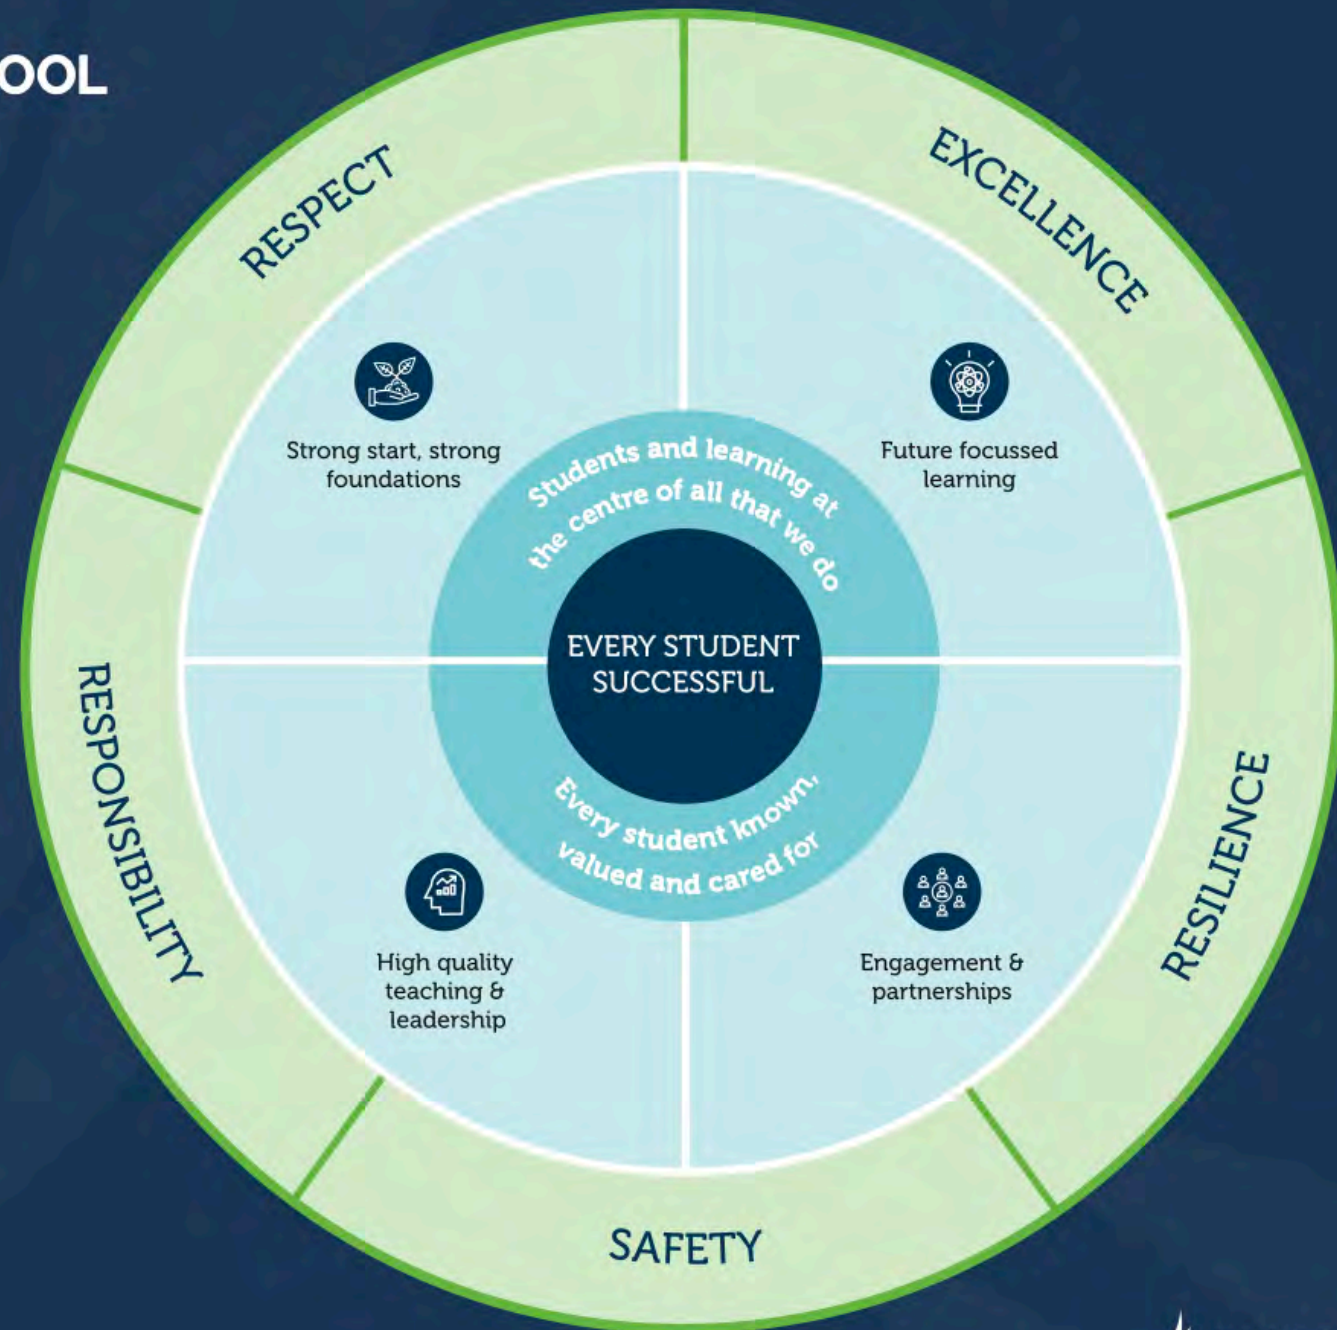 OOL
RESPECT
EXCELLENCE
Strong start, strong
foundations
Future focussed
learning
Students and learning at
the centre of all that we do
EVERY STUDENT
SUCCESSFUL
Every student known,
valued and cared for
RESPONSIBILITY
RESILIENCE
High quality
teaching &
leadership
Engagement &
partnerships
SAFETY